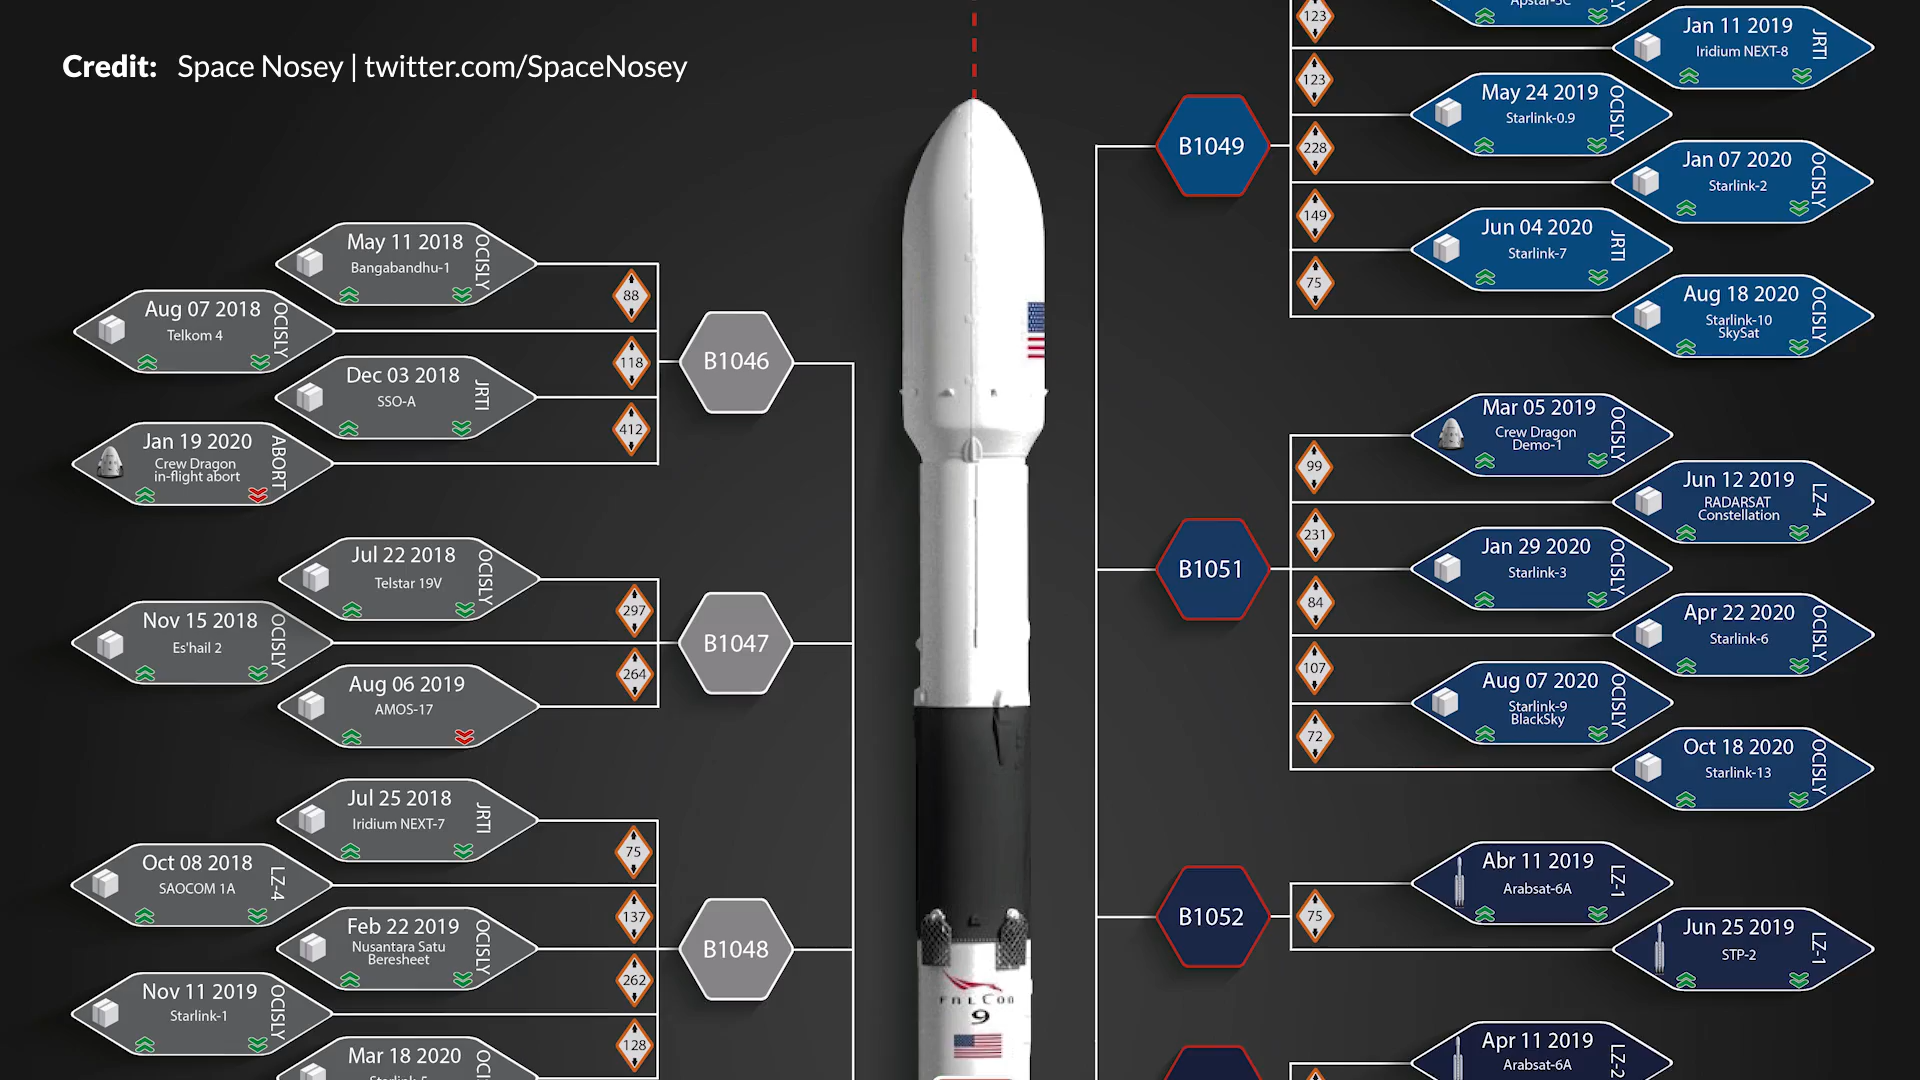 Credit: Space Nosey | twitter.com/SpaceNosey
May 11 2018
Bangabandhu-1
OCISLY
88
Aug 07 2018
Telkom 4
OCISLY
118
Dec 03 2018
SSO-A
JRTI
412
Jan 19 2020
Crew Dragon
in-flight abort
ABORT
B1046
Jul 22 2018
Telstar 19V
OCISLY
297
Nov 15 2018
Es'hail 2
OCISLY
264
Aug 06 2019
AMOS-17
B1047
Jul 25 2018
Iridium NEXT-7
JRTI
75
Oct 08 2018
SAOCOM 1A
LZ-4
137
Feb 22 2019
Nusantara Satu
Beresheet
OCISLY
262
Nov 11 2019
Starlink-1
OCISLY
128
Mar 18 2020
B1048
FALCON
9
123
Jan 11 2019
Iridium NEXT-8
JRTI
123
May 24 2019
Starlink-0.9
OCISLY
228
Jan 07 2020
Starlink-2
OCISLY
149
Jun 04 2020
Starlink-7
JRTI
75
Aug 18 2020
Starlink-10
SkySat
OCISLY
B1049
Mar 05 2019
Crew Dragon
Demo-1
OCISLY
99
Jun 12 2019
RADARSAT
Constellation
LZ-4
231
Jan 29 2020
Starlink-3
OCISLY
84
Apr 22 2020
Starlink-6
OCISLY
107
Aug 07 2020
Starlink-9
BlackSky
OCISLY
72
Oct 18 2020
Starlink-13
OCISLY
B1051
Abr 11 2019
Arabsat-6A
LZ-1
75
Jun 25 2019
STP-2
LZ-1
B1052
Apr 11 2019
Arabsat-6A
LZ-2